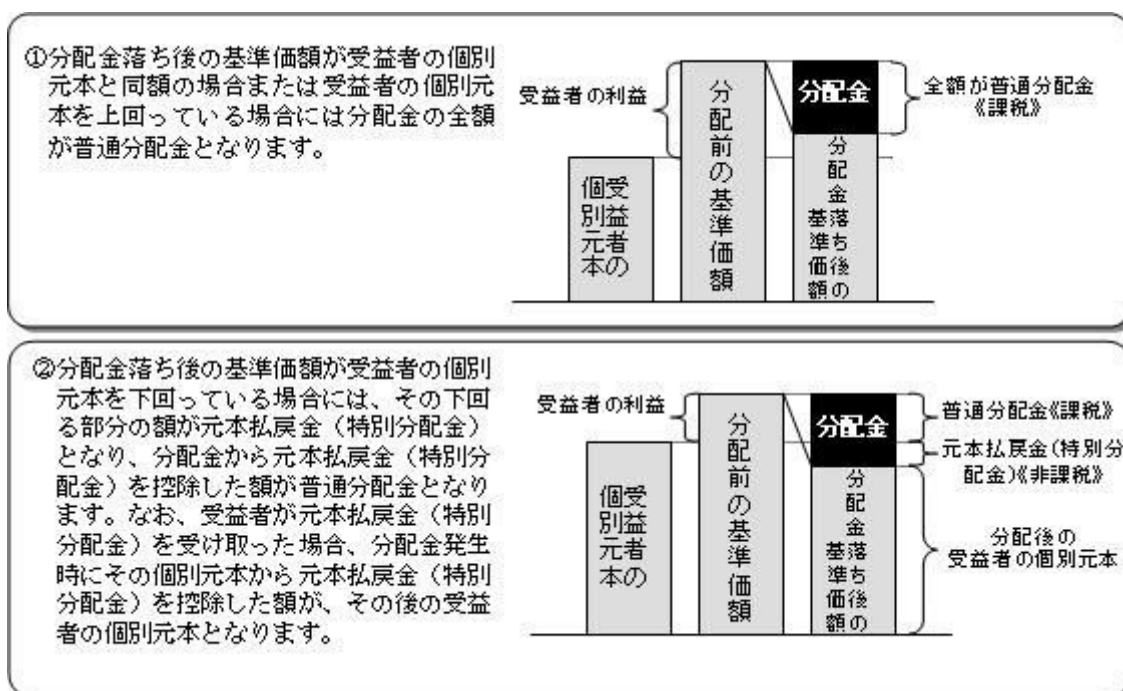 ①分配金落ち後の基準価額が受益者の個別
元本と同額の場合または受益者の個別元
本を上回っている場合には分配金の全額
が普通分配金となります。
受益者の利益
受益者の
個別元本
分配前の基準価額
分配金
分配金落ち後の
基準価額
全額が普通分配金
《課税》
②分配金落ち後の基準価額が受益者の個別
元本を下回っている場合には、その下回
る部分の額が元本払戻金（特別分配金）
となり、分配金から元本払戻金（特別分
配金）を控除した額が普通分配金となり
ます。なお、受益者が元本払戻金（特別
分配金）を受け取った場合、分配金発生
時にその個別元本から元本払戻金（特別
分配金）を控除した額が、その後の受益
者の個別元本となります。
受益者の利益
受益者の
個別元本
分配前の基準価額
分配金
分配金落ち後の
基準価額
普通分配金《課税》
元本払戻金(特別分
配金)《非課税》
分配後の
受益者の個別元本